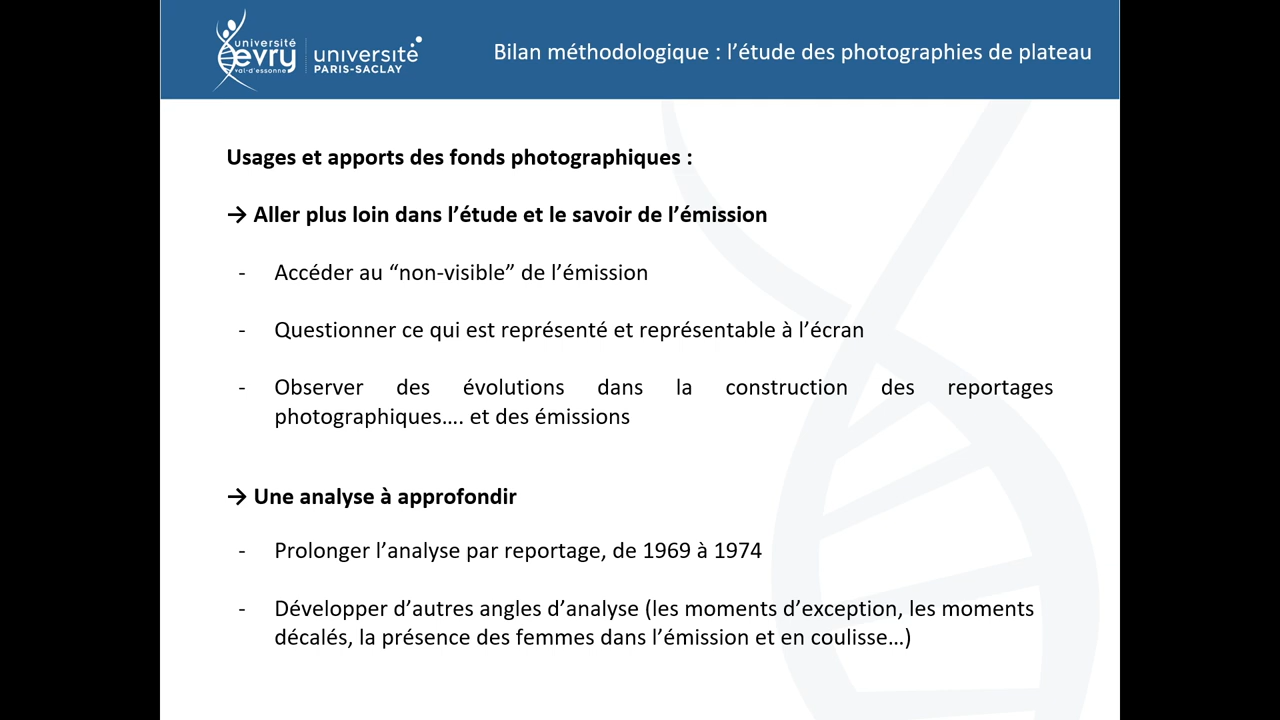 université
evry
val-d'essonne
université
PARIS-SACLAY
Bilan méthodologique : l’étude des photographies de plateau
Usages et apports des fonds photographiques :
→ Aller plus loin dans l’étude et le savoir de l’émission
- Accéder au “non-visible” de l’émission
- Questionner ce qui est représenté et représentable à l’écran
- Observer des évolutions dans la construction des reportages
photographiques.... et des émissions
→ Une analyse à approfondir
- Prolonger l’analyse par reportage, de 1969 à 1974
- Développer d’autres angles d’analyse (les moments d’exception, les moments
décalés, la présence des femmes dans l’émission et en coulisse…)